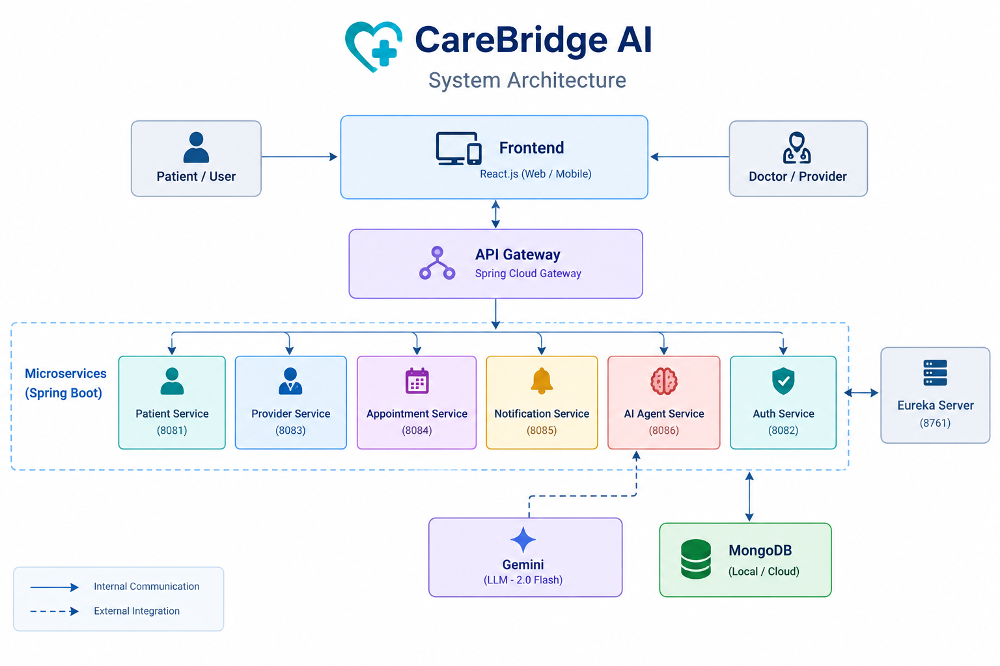 CareBridge AI
System Architecture
Patient / User
Frontend
React.js (Web / Mobile)
Doctor / Provider
API Gateway
Spring Cloud Gateway
Microservices
(Spring Boot)
Patient Service
(8081)
Provider Service
(8083)
Appointment Service
(8084)
Notification Service
(8085)
AI Agent Service
(8086)
Auth Service
(8082)
Eureka Server
(8761)
Gemini
(LLM - 2.0 Flash)
MongoDB
(Local / Cloud)
Internal Communication
External Integration